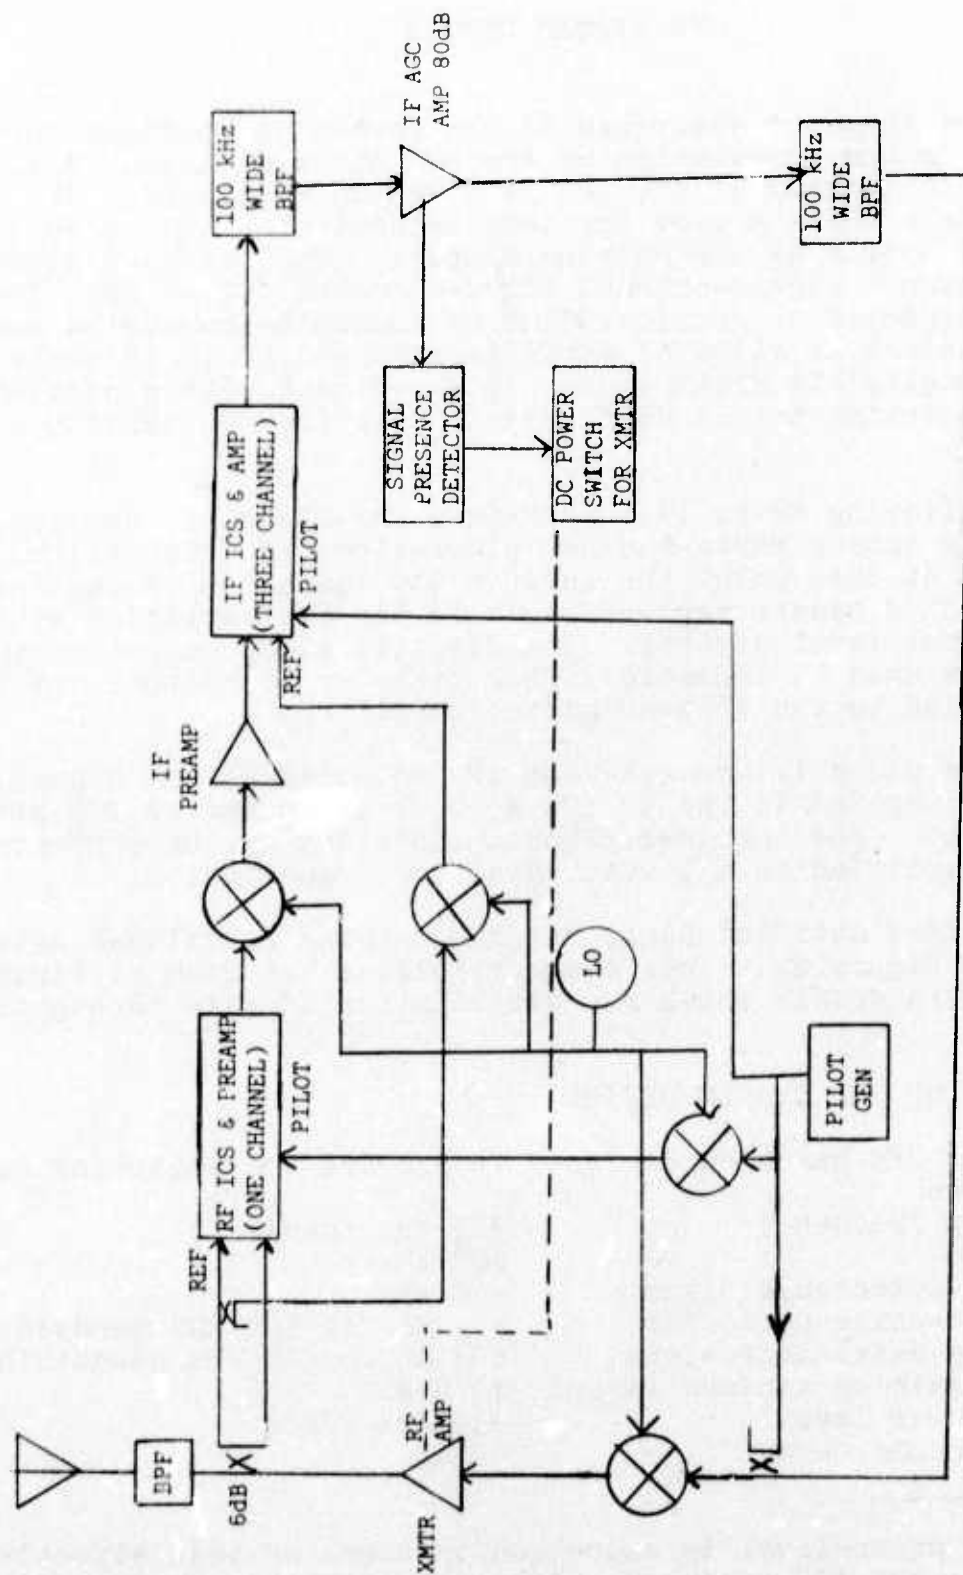 BPF
6dB
XMTR
RF
AMP
REF
RF ICS & PREAMP
(ONE CHANNEL)
PILOT
IF
PREAMP
IF ICS & AMP
(THREE CHANNEL)
REF
PILOT
100 kHz
WIDE
BPF
IF AGC
AMP 80dB
SIGNAL
PRESENCE
DETECTOR
DC POWER
SWITCH
FOR XMTR
100 kHz
WIDE
BPF
LO
PILOT
GEN